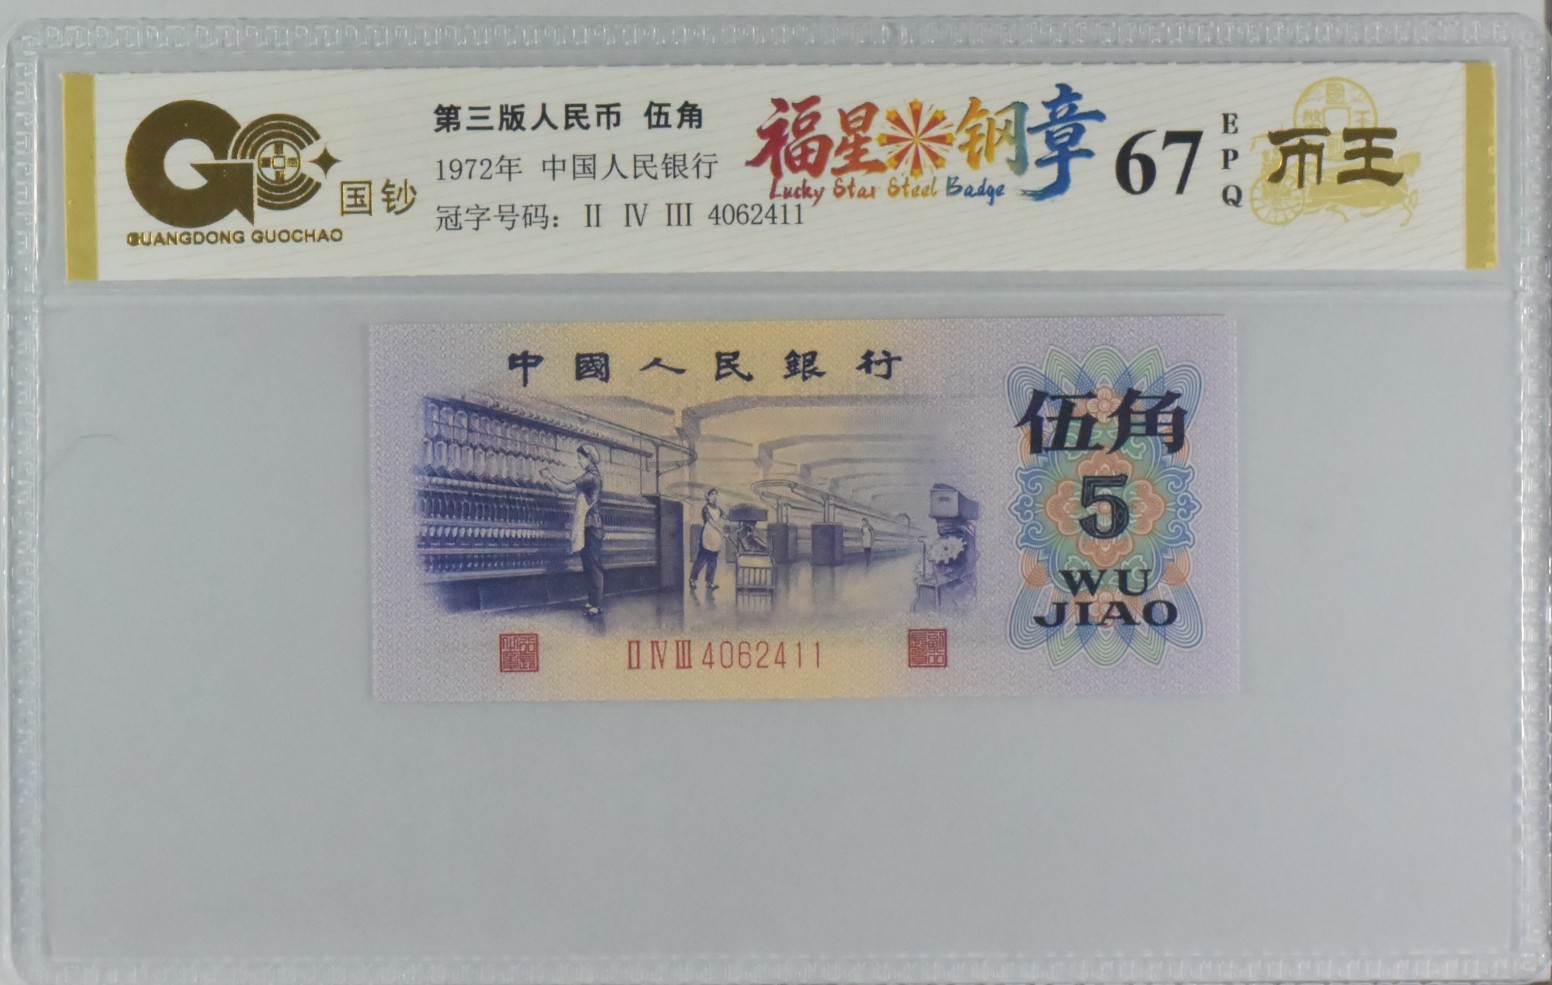 国钞
GUANGDONG GUOCHAO
第三版人民币 伍角
1972年 中国人民银行
冠字号码： Ⅱ Ⅳ Ⅲ 4062411
福星钢章
Lucky Star Steel Badge
67
EPQ
币王
中國人民銀行
伍角
5
WU
JIAO
Ⅱ Ⅳ Ⅲ 4062411